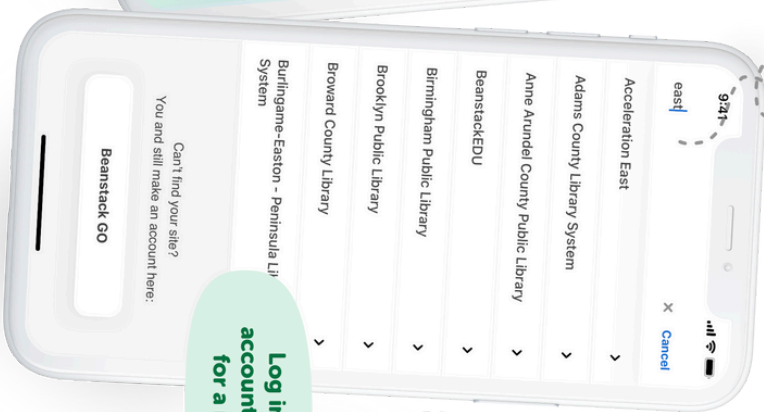 9:41
east
Cancel
Acceleration East
Adams County Library System
Anne Arundel County Public Library
BeanstackEDU
Birmingham Public Library
Brooklyn Public Library
Broward County Library
Burlingame-Easton - Peninsula Li
System
Can't find your site?
You and still make an account here:
Beanstack GO
Log in
account
for a